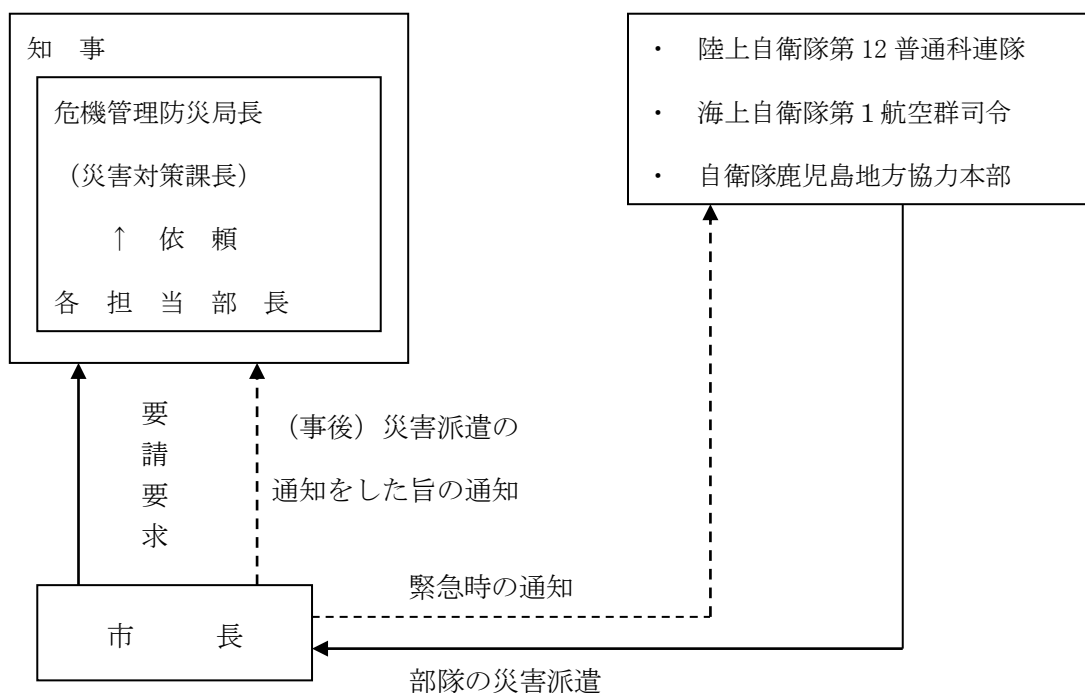 知　事
危機管理防災局長
（災害対策課長）
↑　依　頼
各　担　当　部　長
・　陸上自衛隊第 12 普通科連隊
・　海上自衛隊第１航空群司令
・　自衛隊鹿児島地方協力本部
要請要求
（事後）災害派遣の
通知をした旨の通知
緊急時の通知
市　　　長
部隊の災害派遣